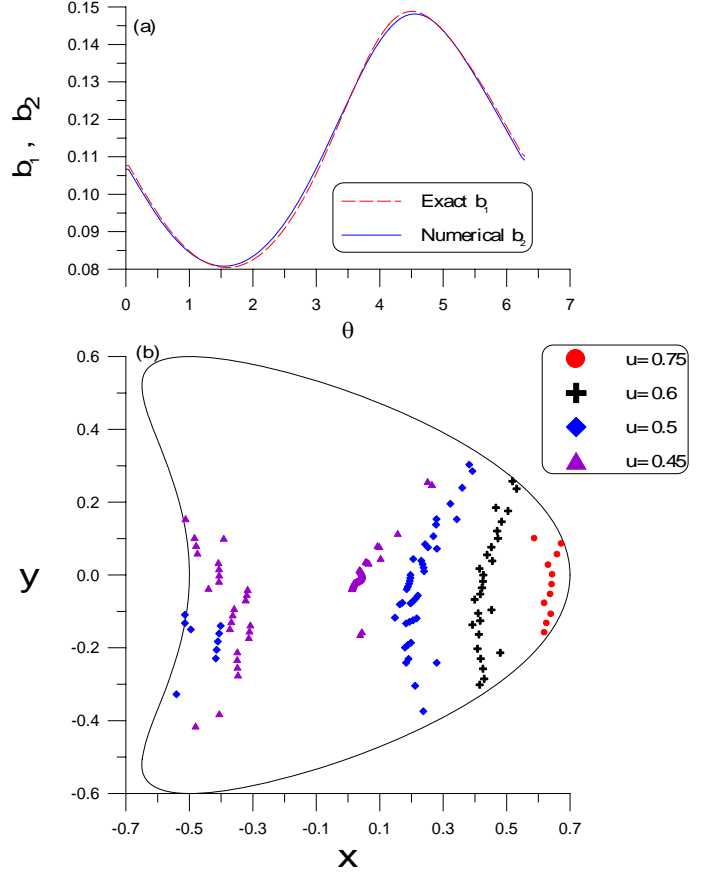 (a)
0.15
0.14
0.13
0.12
0.11
0.10
0.09
0.08
b1 , b2
Exact b1
Numerical b2
0 1 2 3 4 5 6 7
θ
(b)
u=0.75
u=0.6
u=0.5
u=0.45
0.6
0.4
0.2
0.0
-0.2
-0.4
-0.6
y
-0.7 -0.5 -0.3 -0.1 0.1 0.3 0.5 0.7
x